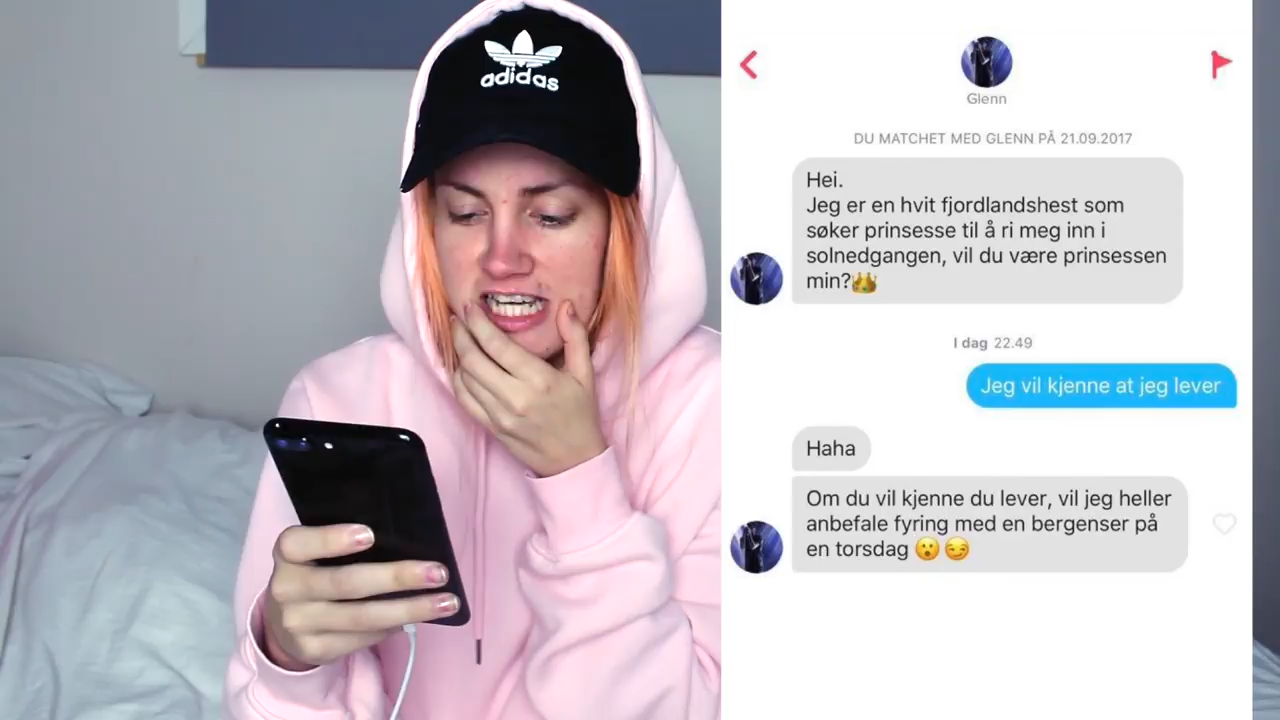 adidas
Glenn
DU MATCHET MED GLENN PÅ 21.09.2017
Hei.
Jeg er en hvit fjordlandshest som
søker prinsesse til å ri meg inn i
solnedgangen, vil du være prinsessen
min?👑
I dag 22.49
Jeg vil kjenne at jeg lever
Haha
Om du vil kjenne du lever, vil jeg heller
anbefale fyring med en bergenser på
en torsdag 😮😏